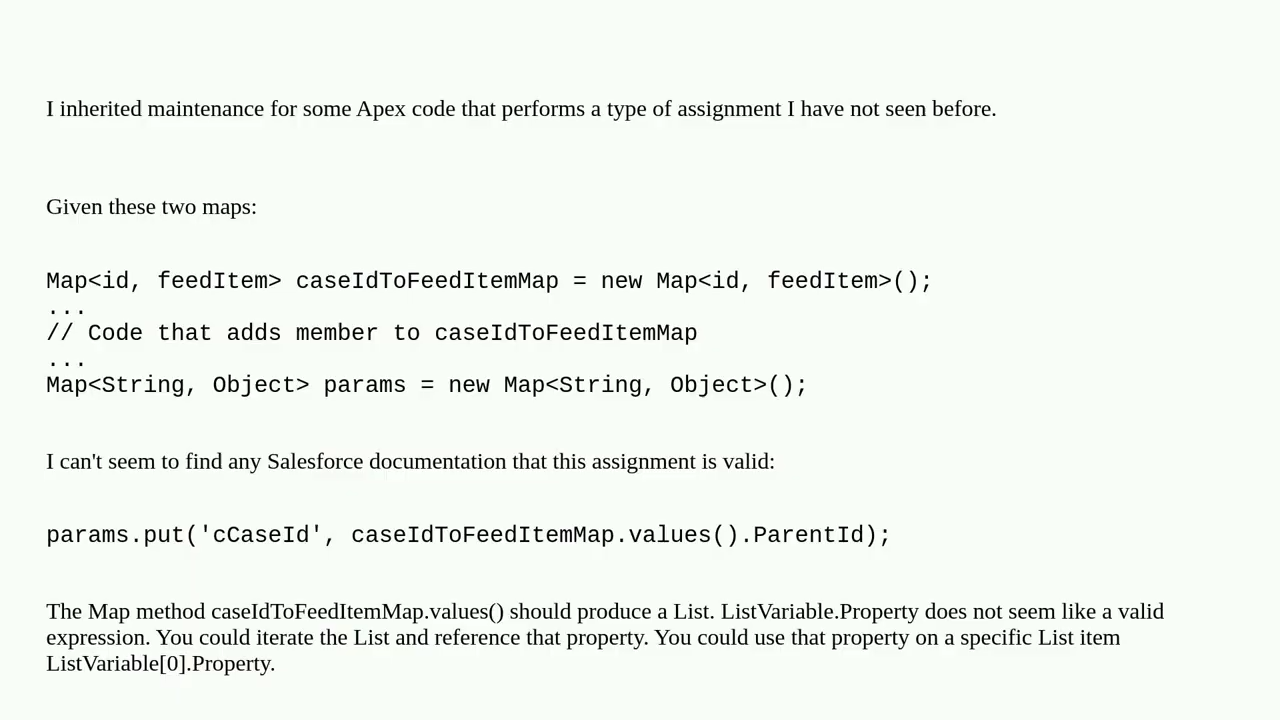 I inherited maintenance for some Apex code that performs a type of assignment I have not seen before.
Given these two maps:
Map<id, feedItem> caseIdToFeedItemMap = new Map<id, feedItem>();
...
// Code that adds member to caseIdToFeedItemMap
...
Map<String, Object> params = new Map<String, Object>();
I can't seem to find any Salesforce documentation that this assignment is valid:
params.put('cCaseId', caseIdToFeedItemMap.values().ParentId);
The Map method caseIdToFeedItemMap.values() should produce a List. ListVariable.Property does not seem like a valid
expression. You could iterate the List and reference that property. You could use that property on a specific List item
ListVariable[0].Property.